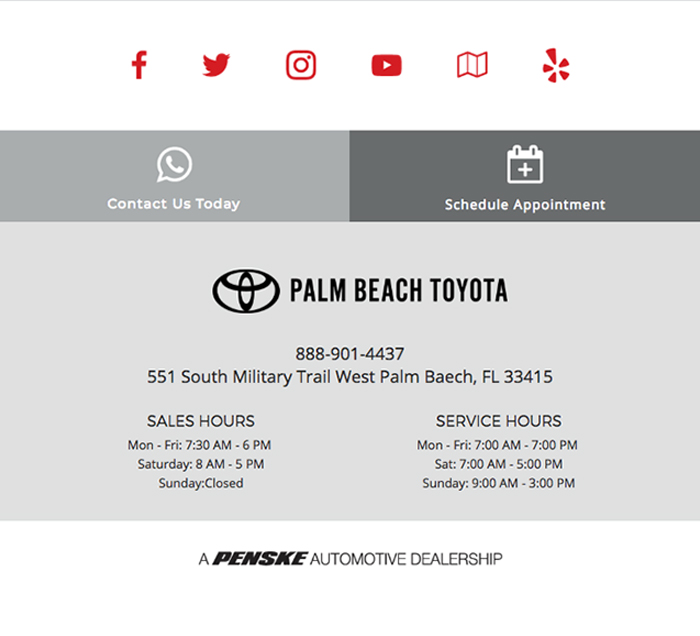 Contact Us Today
Schedule Appointment
PALM BEACH TOYOTA
888-901-4437
551 South Military Trail West Palm Baech, FL 33415
SALES HOURS
Mon - Fri: 7:30 AM - 6 PM
Saturday: 8 AM - 5 PM
Sunday:Closed
SERVICE HOURS
Mon - Fri: 7:00 AM - 7:00 PM
Sat: 7:00 AM - 5:00 PM
Sunday: 9:00 AM - 3:00 PM
A PENSKE AUTOMOTIVE DEALERSHIP